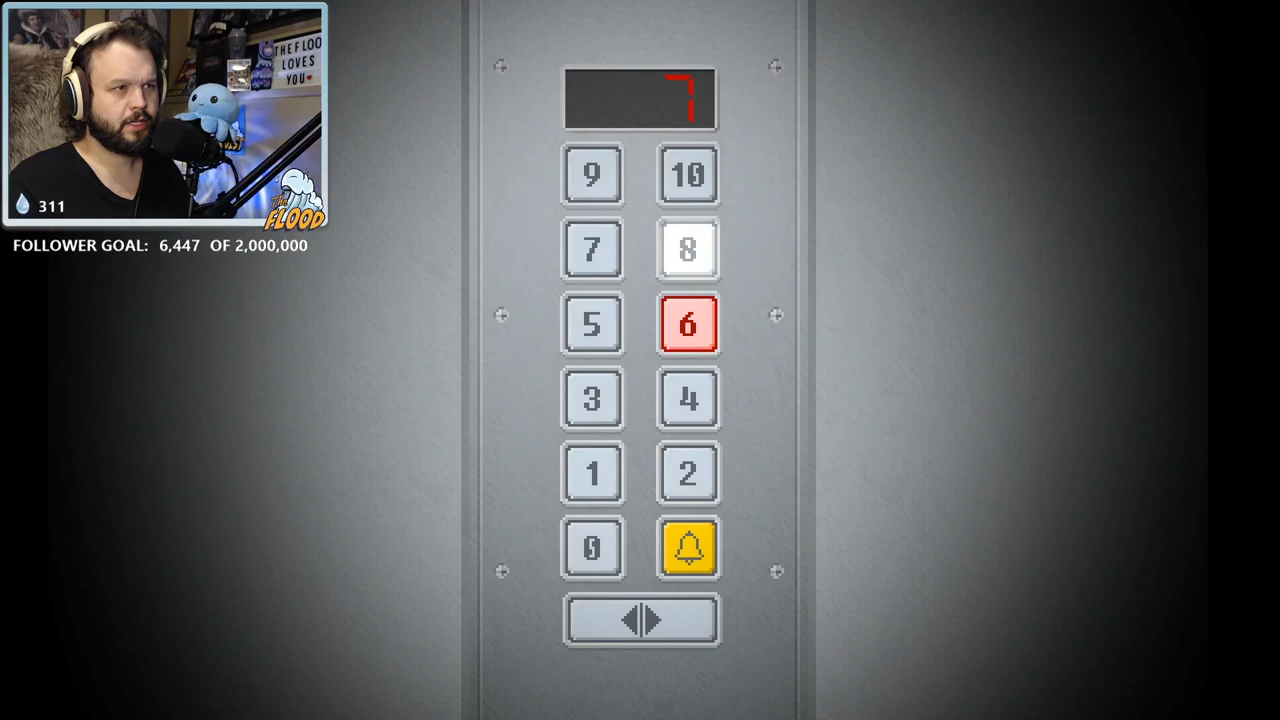 THE FLOO
LOVES
YOU
311
The
FLOOD
FOLLOWER GOAL: 6,447 OF 2,000,000
7
9 10
7 8
5 6
3 4
1 2
0